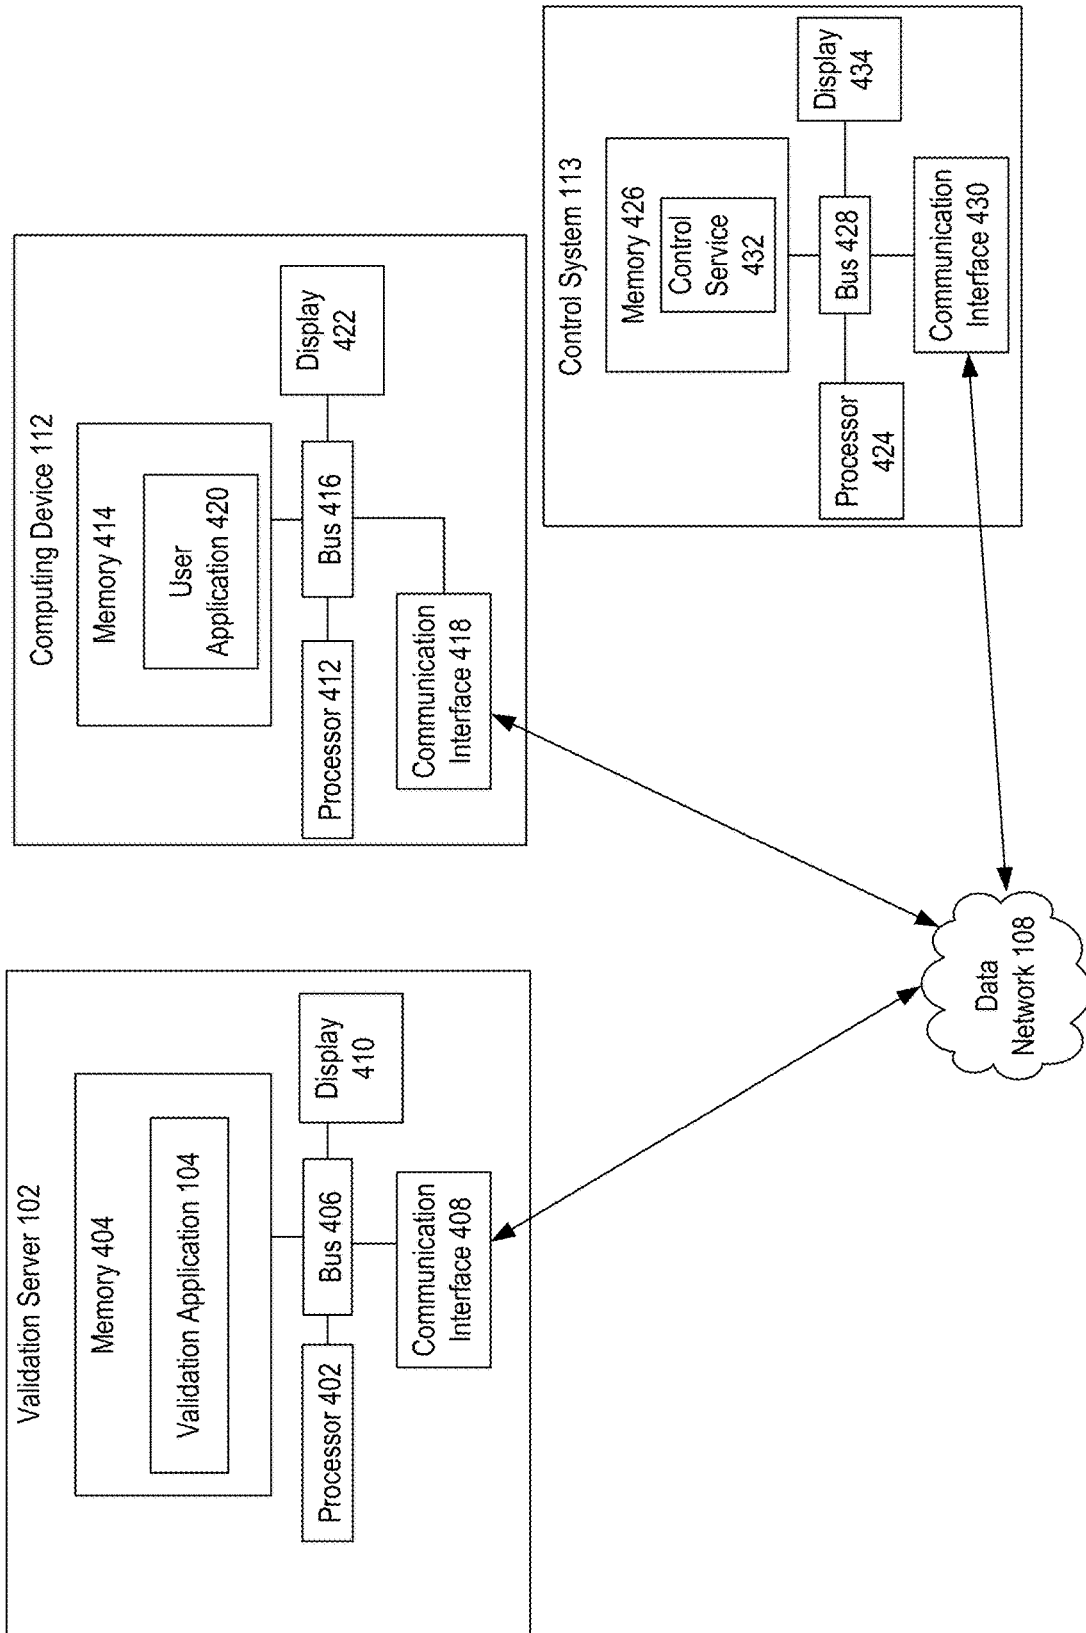 Validation Server 102
Memory 404
Validation Application 104
Processor 402
Bus 406
Display
410
Communication
Interface 408
Computing Device 112
Memory 414
User
Application 420
Processor 412
Bus 416
Display
422
Communication
Interface 418
Control System 113
Memory 426
Control
Service
432
Processor
424
Bus 428
Display
434
Communication
Interface 430
Data
Network 108